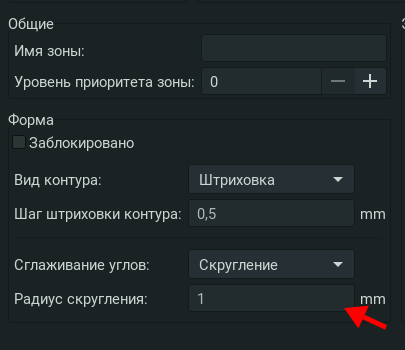 Общие
Имя зоны:
Уровень приоритета зоны: 0
Форма
Заблокировано
Вид контура: Штриховка
Шаг штриховки контура: 0,5 mm
Сглаживание углов: Скругление
Радиус скругления: 1 mm